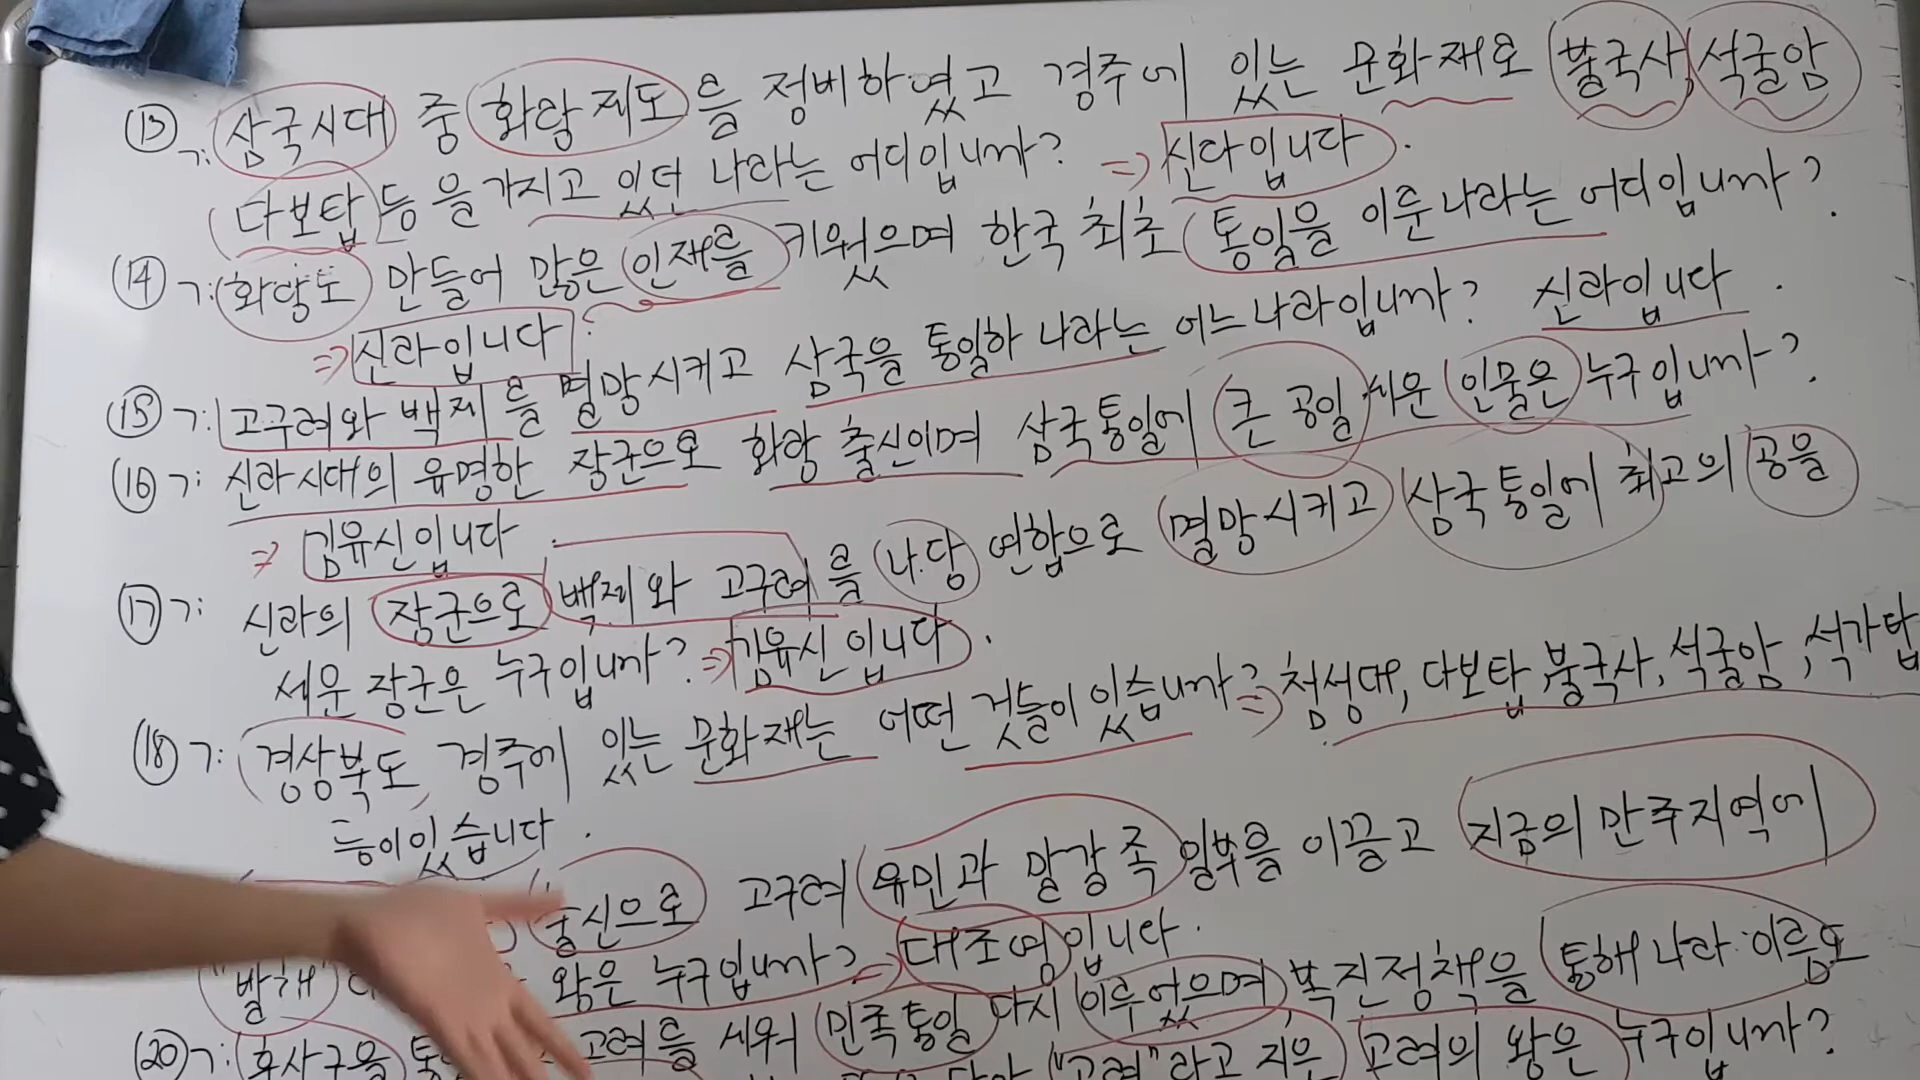 ⑬ ㄱ: 삼국시대 중 화랑제도를 정비하였고 경주에 있는 문화재로 불국사, 석굴암
다보탑 등을 가지고 있던 나라는 어디입니까? => 신라입니다.
⑭ ㄱ: 화랑도 만들어 많은 인재를 키웠으며 한국 최초 통일을 이룬 나라는 어디입니까?
=> 신라입니다
⑮ ㄱ: 고구려와 백제를 멸망시키고 삼국을 통일하 나라는 어느나라입니까? 신라입니다.
⑯ ㄱ: 신라시대의 유명한 장군으로 화랑 출신이며 삼국통일에 큰 공일 세운 인물은 누구입니까?
=> 김유신입니다.
⑰ ㄱ: 신라의 장군으로 백제와 고구려를 나.당 연합으로 멸망시키고 삼국통일에 최고의 공을
세운 장군은 누구입니까? => 김유신입니다.
⑱ ㄱ: 경상북도 경주에 있는 문화재는 어떤 것들이 있습니까? => 첨성대, 다보탑, 불국사, 석굴암, 석가탑
등이 있습니다.
출신으로 고구려 유민과 말갈족 일부를 이끌고 지금의 만주지역에
"발해" 왕은 누구입니까? => 대조영입니다.
⑳ ㄱ: 후삼국을 고려를 세워 민족통일 다시 이루었으며, 북진정책을 통해 나라 이름도
"고려"라고 지은 고려의 왕은 누구입니까?